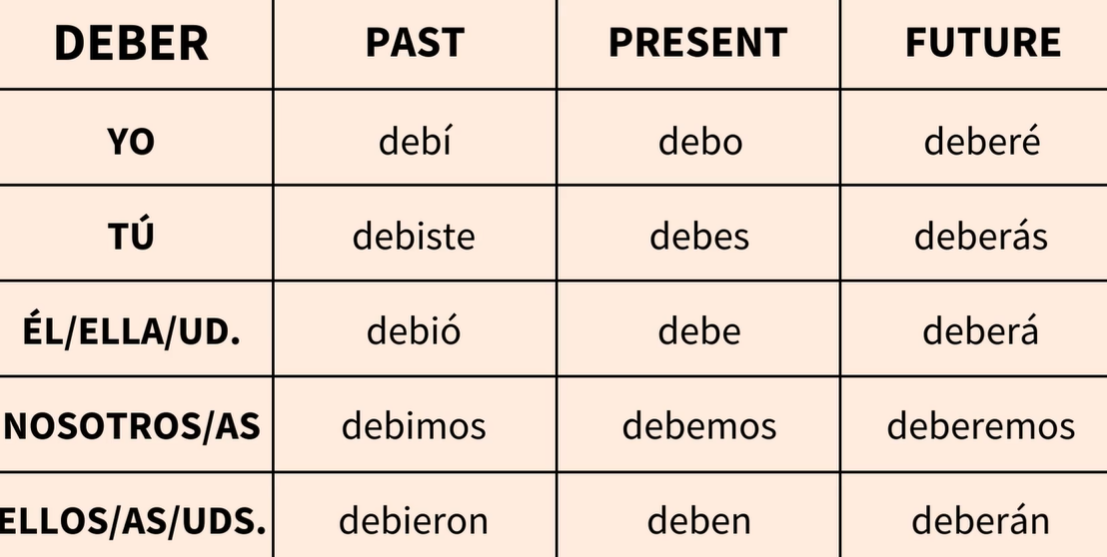 DEBER PAST PRESENT FUTURE
YO debí debo deberé
TÚ debiste debes deberás
ÉL/ELLA/UD. debió debe deberá
NOSOTROS/AS debimos debemos deberemos
ELLOS/AS/UDS. debieron deben deberán